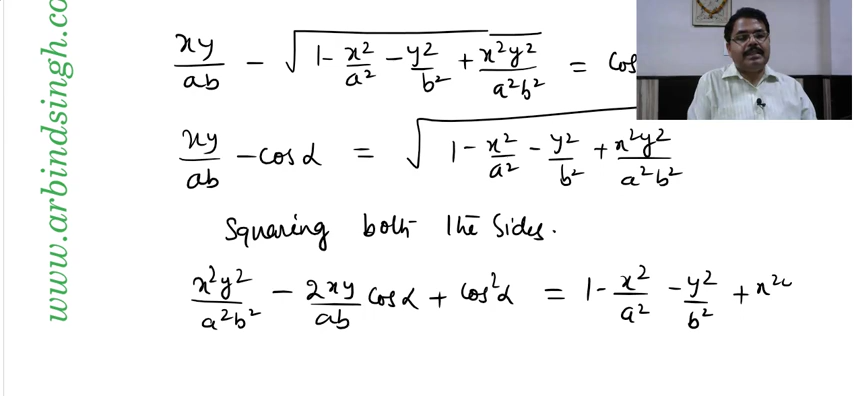 www.arbindsingh.co
xy/ab - √(1 - x²/a² - y²/b² + x²y²/a²b²) = cos
xy/ab - cos α = √(1 - x²/a² - y²/b² + x²y²/a²b²)
Squaring both the sides.
x²y²/a²b² - 2xy/ab cos α + cos²α = 1 - x²/a² - y²/b² + x²